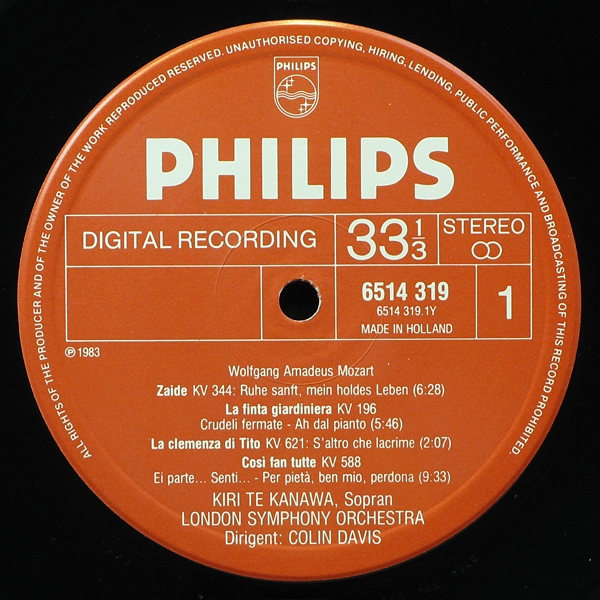 ALL RIGHTS OF THE PRODUCER AND OF THE OWNER OF THE WORK REPRODUCED RESERVED. UNAUTHORISED COPYING, HIRING, LENDING, PUBLIC PERFORMANCE AND BROADCASTING OF THIS RECORD PROHIBITED.
PHILIPS
PHILIPS
DIGITAL RECORDING
33 1/3
STEREO
6514 319
6514 319.1Y
MADE IN HOLLAND
1
℗ 1983
Wolfgang Amadeus Mozart
Zaide KV 344: Ruhe sanft, mein holdes Leben (6:28)
La finta giardiniera KV 196
Crudeli fermate - Ah dal pianto (5:46)
La clemenza di Tito KV 621: S'altro che lacrime (2:07)
Così fan tutte KV 588
Ei parte... Senti... - Per pietà, ben mio, perdona (9:33)
KIRI TE KANAWA, Sopran
LONDON SYMPHONY ORCHESTRA
Dirigent: COLIN DAVIS